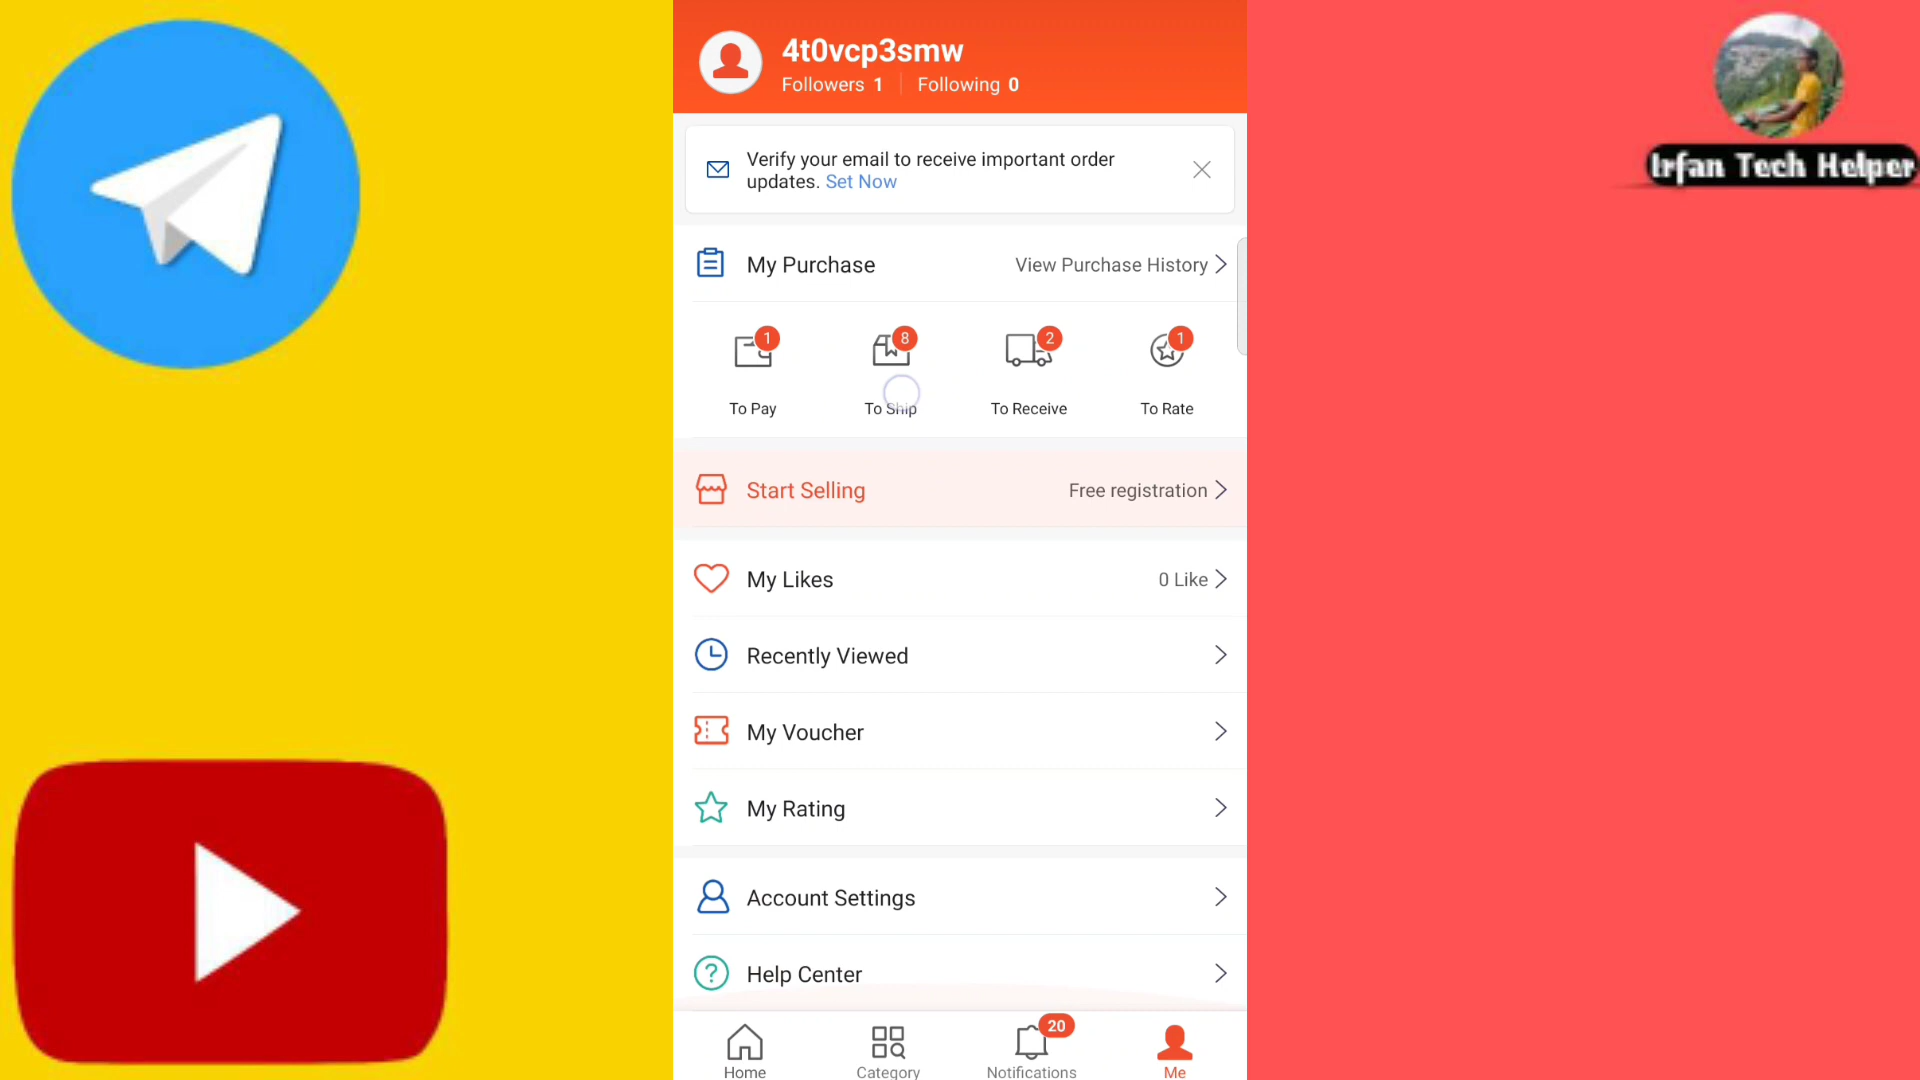 4t0vcp3smw
Followers 1 Following 0
Irfan Tech Helper
Verify your email to receive important order
updates. Set Now
My Purchase View Purchase History
1 8 2 1
To Pay To Ship To Receive To Rate
Start Selling Free registration
My Likes 0 Like
Recently Viewed
My Voucher
My Rating
Account Settings
Help Center
20
Home Category Notifications Me